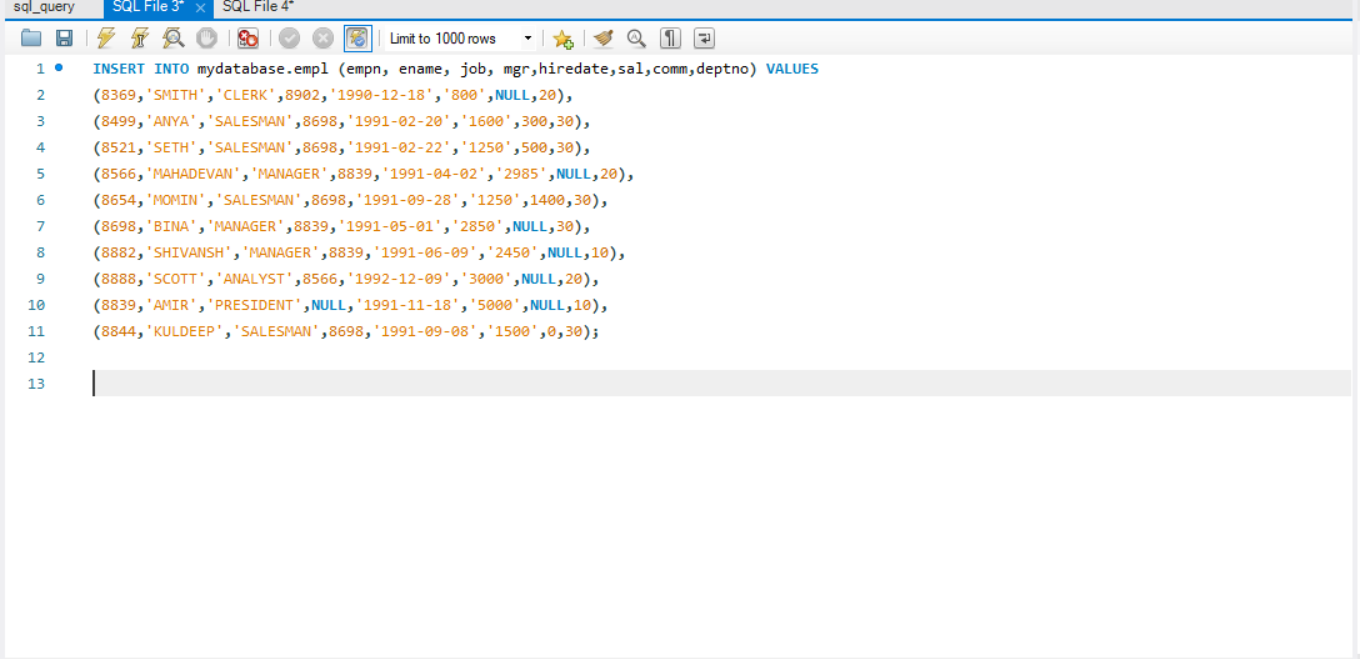 sql_query SQL File 3* × SQL File 4*
Limit to 1000 rows
1 INSERT INTO mydatabase.empl (empn, ename, job, mgr,hiredate,sal,comm,deptno) VALUES
2 (8369,'SMITH','CLERK',8902,'1990-12-18','800',NULL,20),
3 (8499,'ANYA','SALESMAN',8698,'1991-02-20','1600',300,30),
4 (8521,'SETH','SALESMAN',8698,'1991-02-22','1250',500,30),
5 (8566,'MAHADEVAN','MANAGER',8839,'1991-04-02','2985',NULL,20),
6 (8654,'MOMIN','SALESMAN',8698,'1991-09-28','1250',1400,30),
7 (8698,'BINA','MANAGER',8839,'1991-05-01','2850',NULL,30),
8 (8882,'SHIVANSH','MANAGER',8839,'1991-06-09','2450',NULL,10),
9 (8888,'SCOTT','ANALYST',8566,'1992-12-09','3000',NULL,20),
10 (8839,'AMIR','PRESIDENT',NULL,'1991-11-18','5000',NULL,10),
11 (8844,'KULDEEP','SALESMAN',8698,'1991-09-08','1500',0,30);
12
13